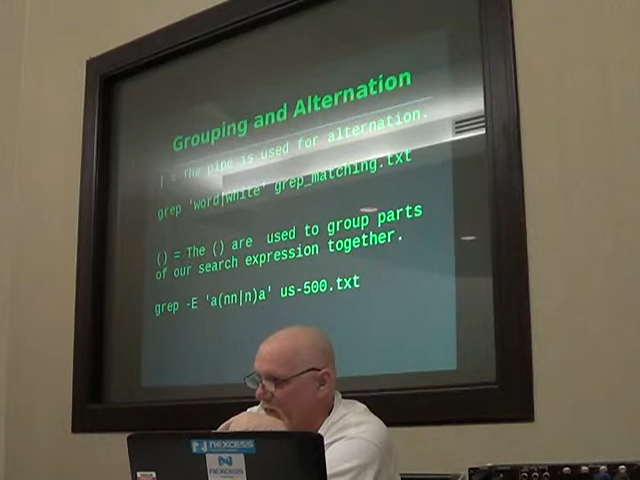 Grouping and Alternation
| = The pipe is used for alternation.
grep 'word|white' grep_matching.txt
() = The () are used to group parts
of our search expression together.
grep -E 'a(nn|n)a' us-500.txt
NEXCESS
NEXCESS